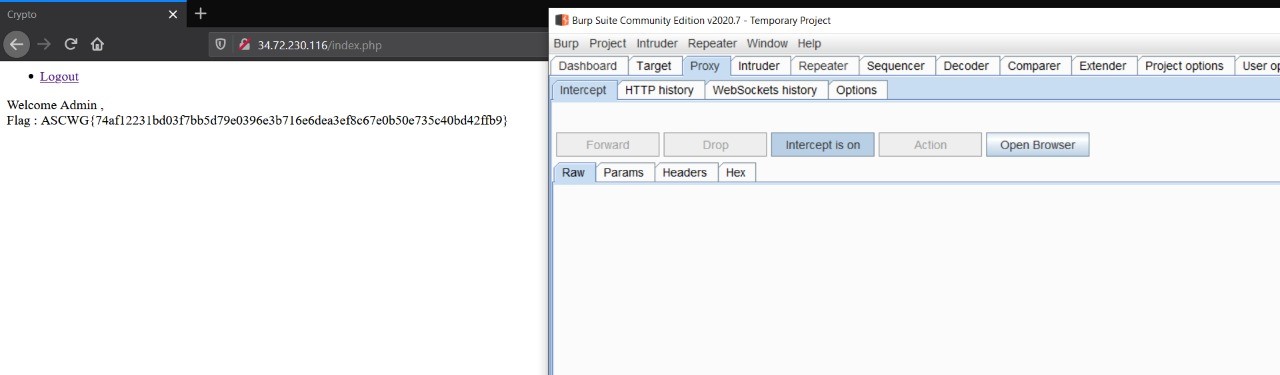 Crypto
34.72.230.116/index.php
Logout
Welcome Admin ,
Flag : ASCWG{74af12231bd03f7bb5d79e0396e3b716e6dea3ef8c67e0b50e735c40bd42ffb9}
Burp Suite Community Edition v2020.7 - Temporary Project
Burp Project Intruder Repeater Window Help
Dashboard Target Proxy Intruder Repeater Sequencer Decoder Comparer Extender Project options User op
Intercept HTTP history WebSockets history Options
Forward Drop Intercept is on Action Open Browser
Raw Params Headers Hex